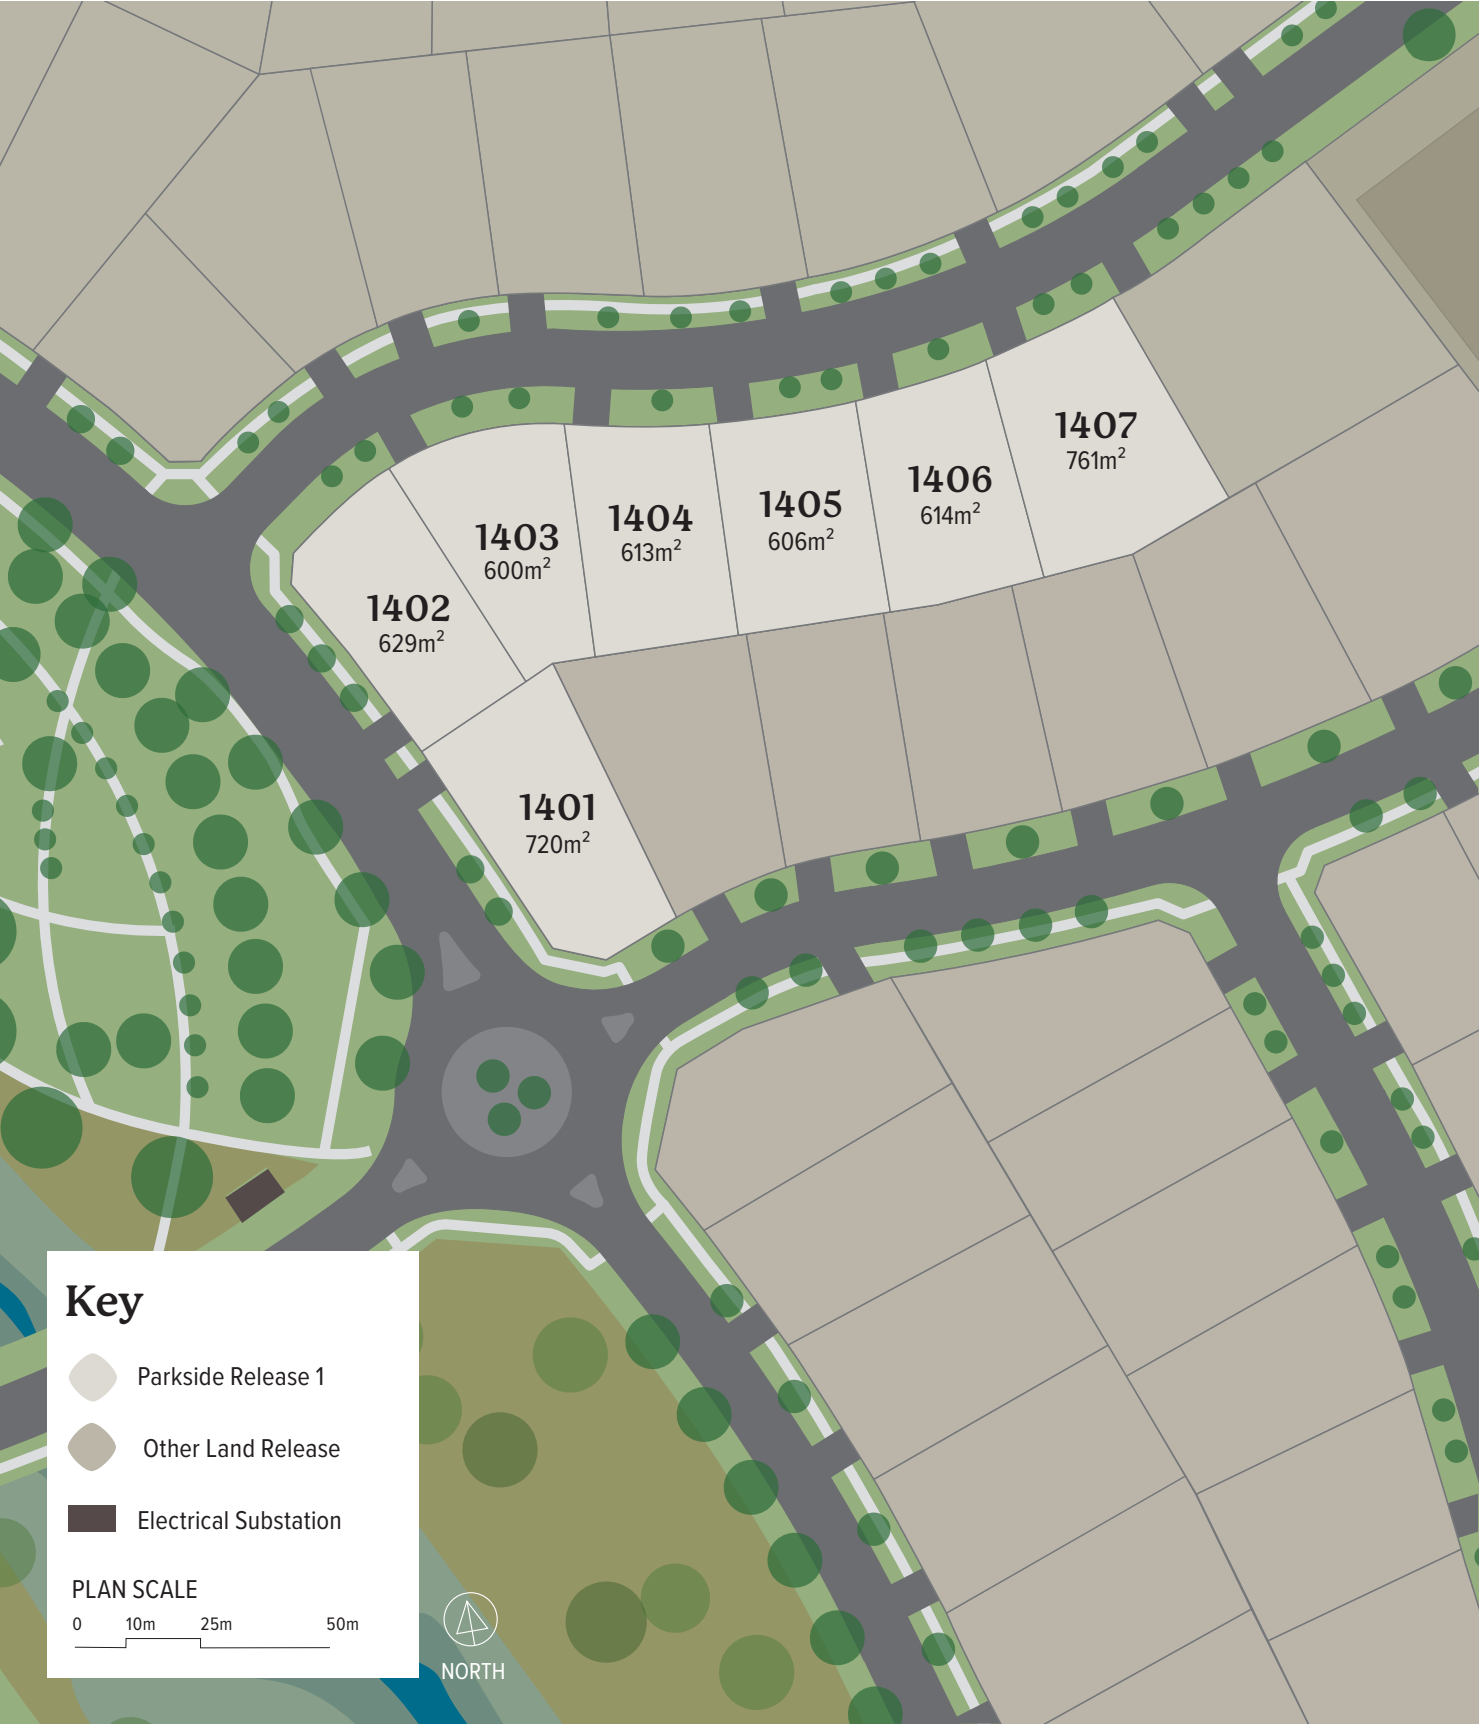 1407
761m²
1406
614m²
1405
606m²
1404
613m²
1403
600m²
1402
629m²
1401
720m²
Key
Parkside Release 1
Other Land Release
Electrical Substation
PLAN SCALE
0 10m 25m 50m
NORTH